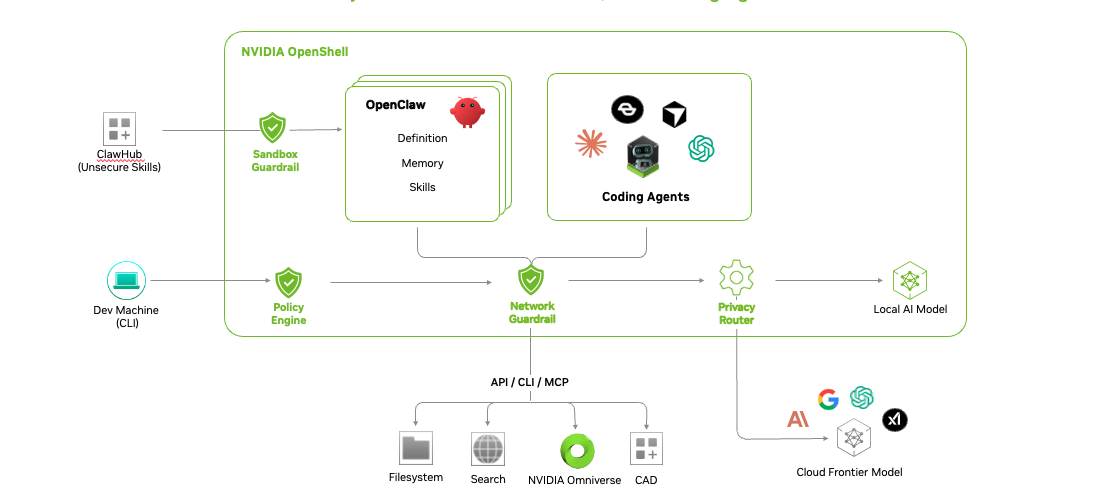 NVIDIA OpenShell
OpenClaw
Definition
Memory
Skills
Coding Agents
ClawHub
(Unsecure Skills)
Sandbox
Guardrail
Dev Machine
(CLI)
Policy
Engine
Network
Guardrail
Privacy
Router
Local AI Model
API / CLI / MCP
Filesystem
Search
NVIDIA Omniverse
CAD
Cloud Frontier Model